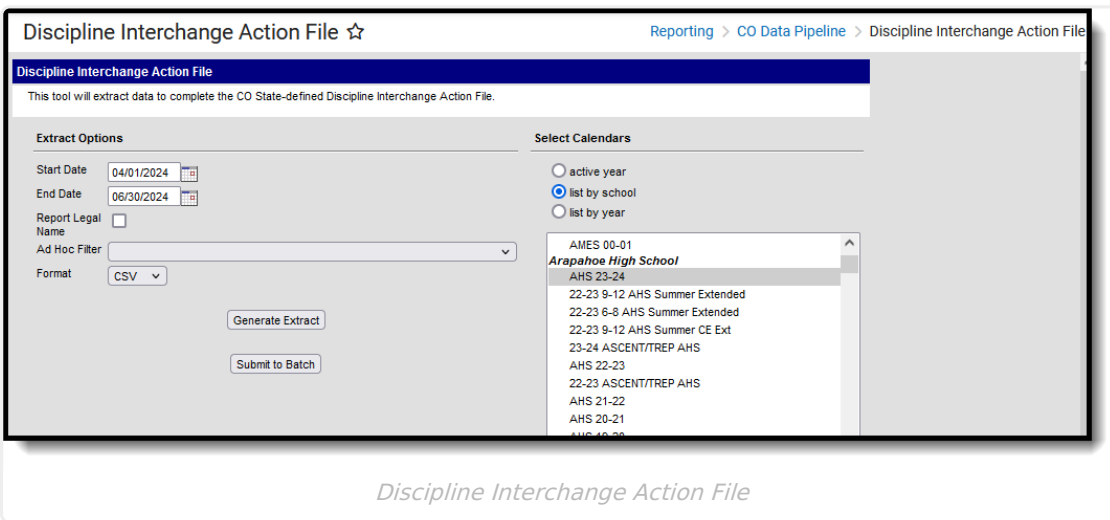 Discipline Interchange Action File ☆
Reporting > CO Data Pipeline > Discipline Interchange Action File
Discipline Interchange Action File
This tool will extract data to complete the CO State-defined Discipline Interchange Action File.
Extract Options
Start Date 04/01/2024
End Date 06/30/2024
Report Legal
Name
Ad Hoc Filter
Format CSV
Generate Extract
Submit to Batch
Select Calendars
active year
list by school
list by year
AMES 00-01
Arapahoe High School
AHS 23-24
22-23 9-12 AHS Summer Extended
22-23 6-8 AHS Summer Extended
22-23 9-12 AHS Summer CE Ext
23-24 ASCENT/TREP AHS
AHS 22-23
22-23 ASCENT/TREP AHS
AHS 21-22
AHS 20-21
Discipline Interchange Action File